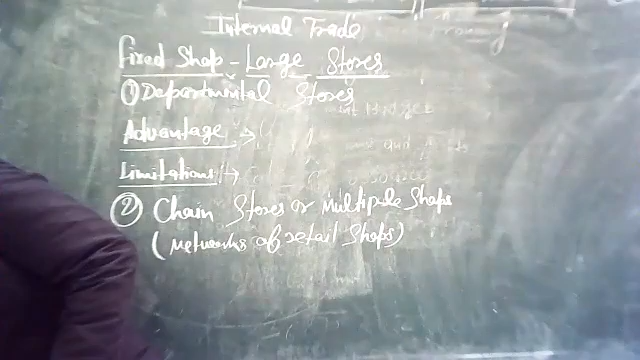 Internal Trade
Fixed Shop - Large Stores
① Departmental Stores
Advantage :→
Limitations :→
② Chain Stores or Multiple Shops
(Networks of retail Shops)